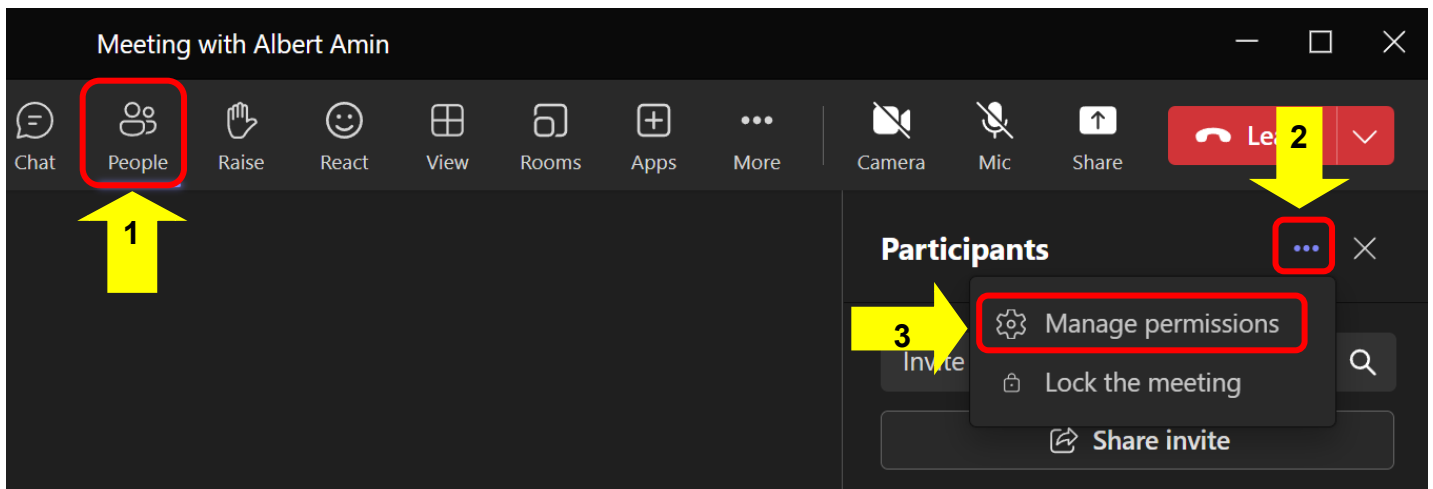 Meeting with Albert Amin
Chat People Raise React View Rooms Apps More Camera Mic Share
2
1
Participants
Manage permissions
3
Lock the meeting
Share invite